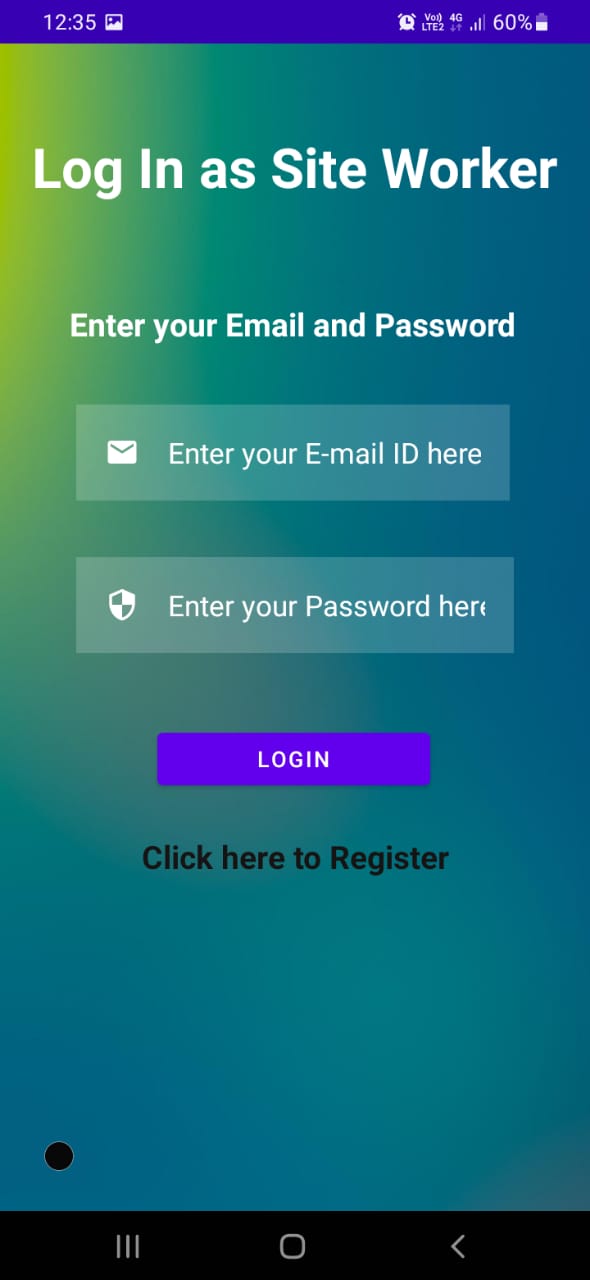 12:35 Vo) 4G LTE2 60%
Log In as Site Worker
Enter your Email and Password
Enter your E-mail ID here
Enter your Password here
LOGIN
Click here to Register